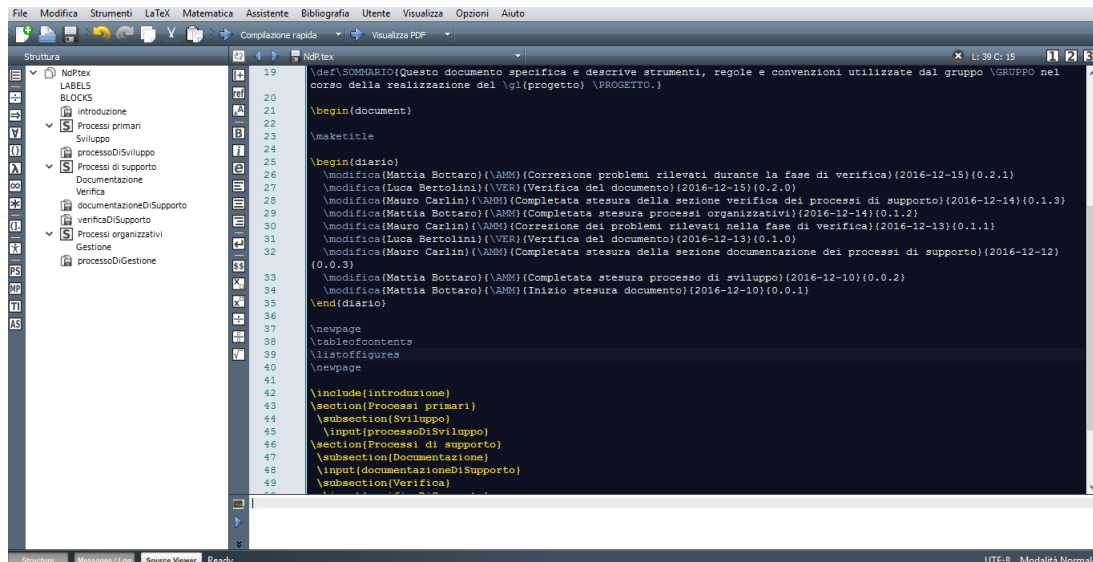 File Modifica Strumenti LaTeX Matematica Assistente Bibliografia Utente Visualizza Opzioni Aiuto
Compilazione rapida Visualizza PDF
Struttura
NdP.tex
L: 39 C: 15
1 2 3
NdP.tex
LABELS
BLOCKS
introduzione
S Processi primari
Sviluppo
processoDiSviluppo
S Processi di supporto
Documentazione
Verifica
documentazioneDiSupporto
verificaDiSupporto
S Processi organizzativi
Gestione
processoDiGestione
PS
MP
TI
AS
ref
B
i
e
$$
19 \def\SOMMARIO{Questo documento specifica e descrive strumenti, regole e convenzioni utilizzate dal gruppo \GRUPPO nel
corso della realizzazione del \gl{progetto} \PROGETTO.}
20
21 \begin{document}
22
23 \maketitle
24
25 \begin{diario}
26 \modifica{Mattia Bottaro}{\AMM}{Correzione problemi rilevati durante la fase di verifica}{2016-12-15}{0.2.1}
27 \modifica{Luca Bertolini}{\VER}{Verifica del documento}{2016-12-15}{0.2.0}
28 \modifica{Mauro Carlin}{\AMM}{Completata stesura della sezione verifica dei processi di supporto}{2016-12-14}{0.1.3}
29 \modifica{Mattia Bottaro}{\AMM}{Completata stesura processi organizzativi}{2016-12-14}{0.1.2}
30 \modifica{Mauro Carlin}{\AMM}{Correzione dei problemi rilevati nella fase di verifica}{2016-12-13}{0.1.1}
31 \modifica{Luca Bertolini}{\VER}{Verifica del documento}{2016-12-13}{0.1.0}
32 \modifica{Mauro Carlin}{\AMM}{Completata stesura della sezione documentazione dei processi di supporto}{2016-12-12}
{0.0.3}
33 \modifica{Mattia Bottaro}{\AMM}{Completata stesura processo di sviluppo}{2016-12-10}{0.0.2}
34 \modifica{Mattia Bottaro}{\AMM}{Inizio stesura documento}{2016-12-10}{0.0.1}
35 \end{diario}
36
37 \newpage
38 \tableofcontents
39 \listoffigures
40 \newpage
41
42 \include{introduzione}
43 \section{Processi primari}
44 \subsection{Sviluppo}
45 \input{processoDiSviluppo}
46 \section{Processi di supporto}
47 \subsection{Documentazione}
48 \input{documentazioneDiSupporto}
49 \subsection{Verifica}
Structure Messages / Log Source Viewer Ready
UTF-8 Modalità Normal